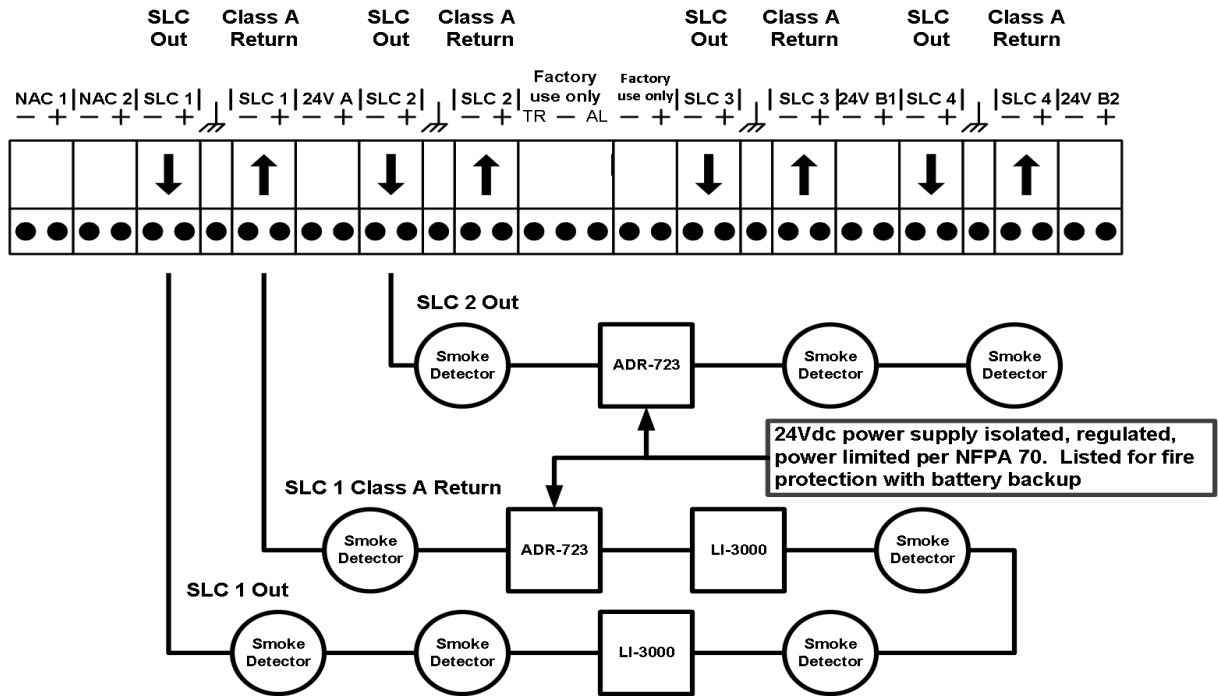 SLC Out Class A Return SLC Out Class A Return SLC Out Class A Return SLC Out Class A Return
NAC 1 NAC 2 SLC 1 SLC 1 24V A SLC 2 SLC 2 Factory use only Factory use only SLC 3 SLC 3 24V B1 SLC 4 SLC 4 24V B2
− + − + − + − + − + − + − + TR − AL − + − + − + − + − + − + − +
SLC 2 Out
Smoke Detector ADR-723 Smoke Detector Smoke Detector
24Vdc power supply isolated, regulated,
power limited per NFPA 70. Listed for fire
protection with battery backup
SLC 1 Class A Return
Smoke Detector ADR-723 LI-3000 Smoke Detector
SLC 1 Out
Smoke Detector Smoke Detector LI-3000 Smoke Detector